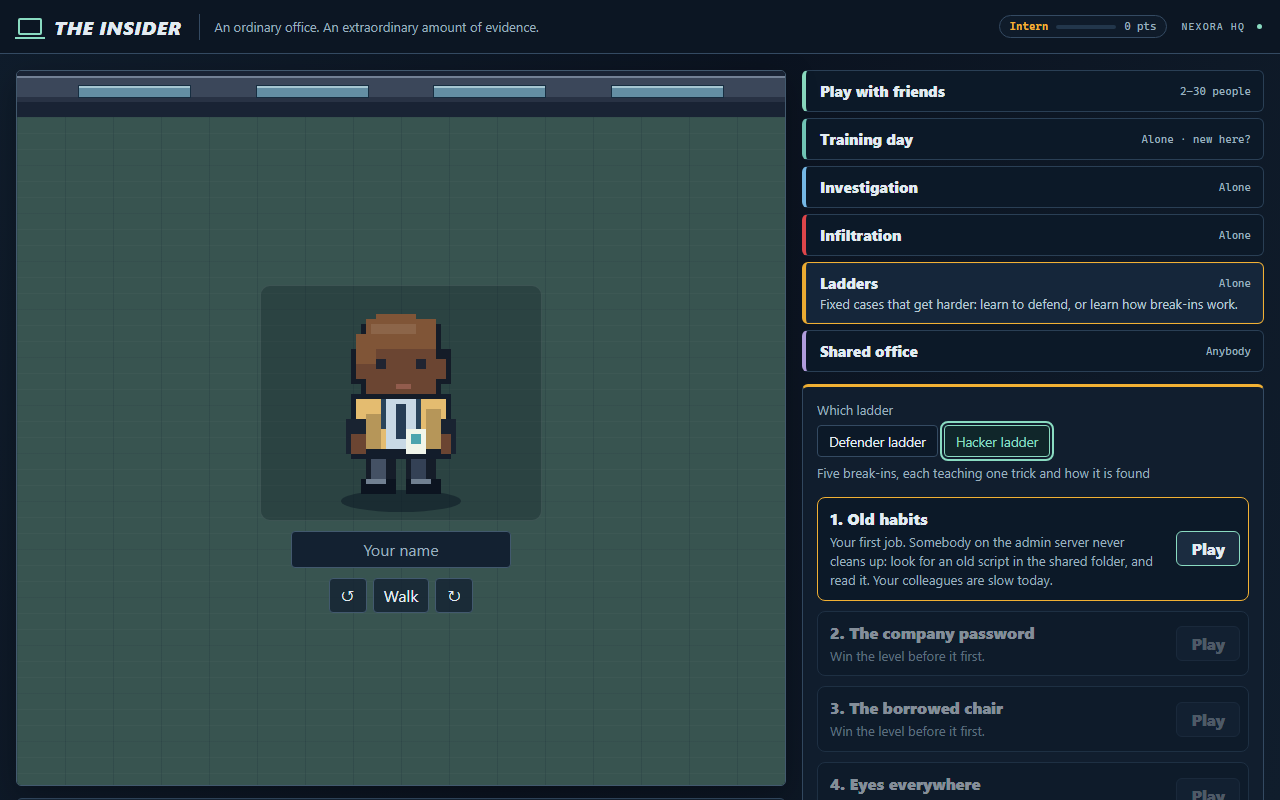 THE INSIDER
An ordinary office. An extraordinary amount of evidence.
Intern 0 pts
NEXORA HQ
Your name
↺ Walk ↻
Play with friends 2–30 people
Training day Alone · new here?
Investigation Alone
Infiltration Alone
Ladders Alone
Fixed cases that get harder: learn to defend, or learn how break-ins work.
Shared office Anybody
Which ladder
Defender ladder Hacker ladder
Five break-ins, each teaching one trick and how it is found
1. Old habits
Your first job. Somebody on the admin server never
cleans up: look for an old script in the shared folder, and
read it. Your colleagues are slow today.
Play
2. The company password
Win the level before it first.
Play
3. The borrowed chair
Win the level before it first.
Play
4. Eyes everywhere
Play